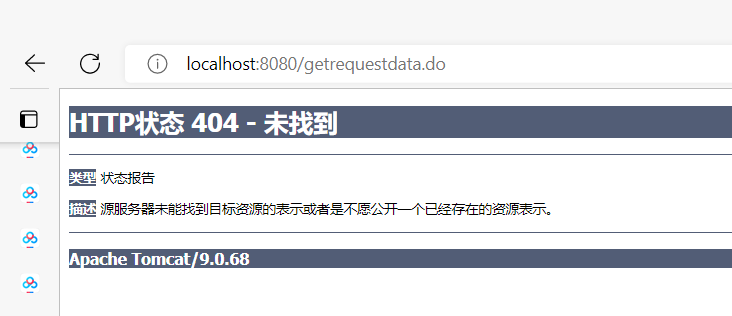 localhost:8080/getrequestdata.do
HTTP状态 404 - 未找到
类型 状态报告
描述 源服务器未能找到目标资源的表示或者是不愿公开一个已经存在的资源表示。
Apache Tomcat/9.0.68